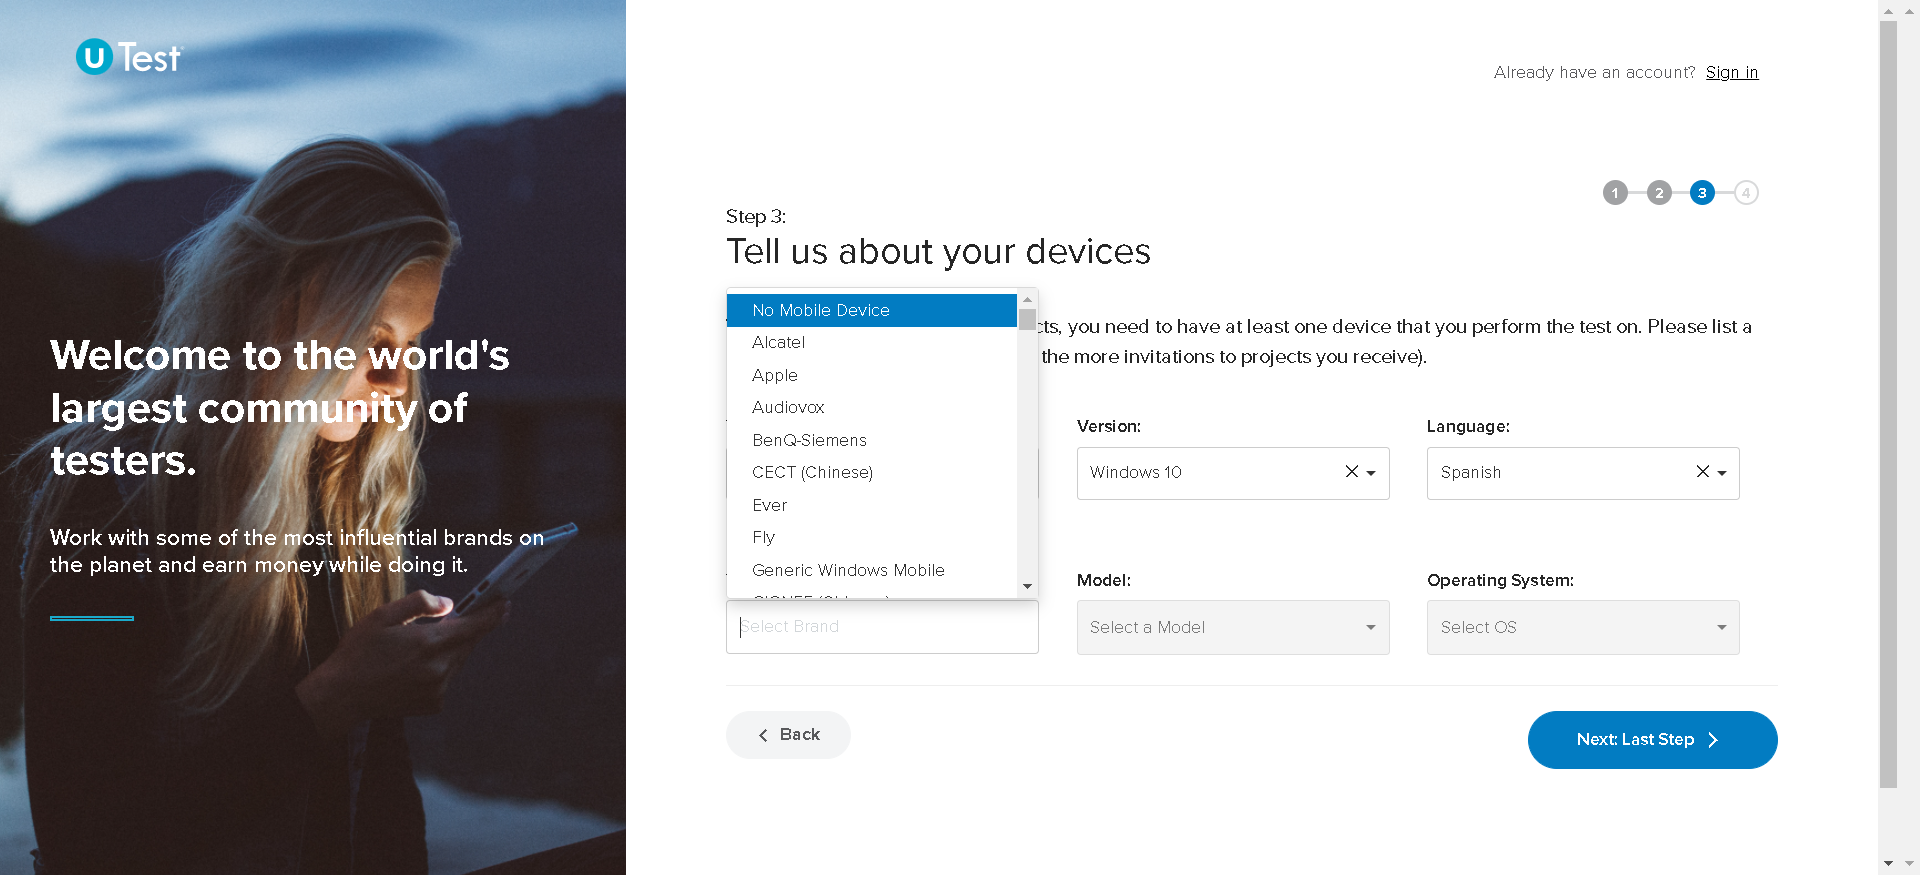 U Test
Welcome to the world's
largest community of
testers.
Work with some of the most influential brands on
the planet and earn money while doing it.
Already have an account? Sign in
1 2 3 4
Step 3:
Tell us about your devices
cts, you need to have at least one device that you perform the test on. Please list a
the more invitations to projects you receive).
No Mobile Device
Alcatel
Apple
Audiovox
BenQ-Siemens
CECT (Chinese)
Ever
Fly
Generic Windows Mobile
Version:
Language:
Windows 10
Spanish
Model:
Operating System:
Select Brand
Select a Model
Select OS
Back
Next: Last Step